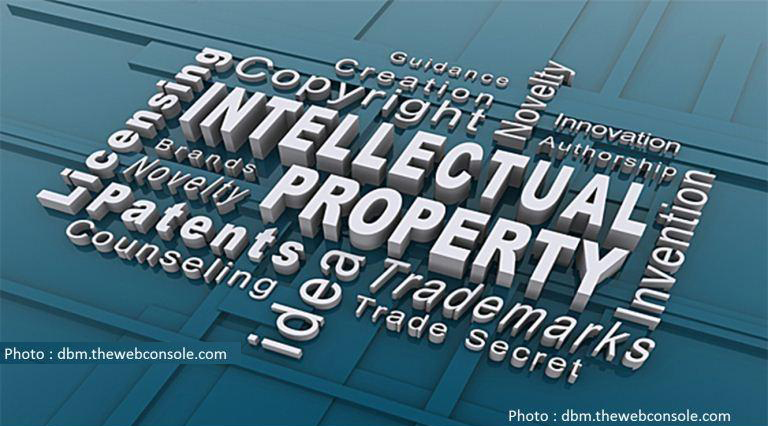 Guidance
Creation
Copyright
Licensing
Novelty
INTELLECTUAL
Innovation
Authorship
Brands
Novelty
PROPERTY
Invention
Patents
Counseling
Idea
Trademarks
Trade Secret
Photo : dbm.thewebconsole.com
Photo : dbm.thewebconsole.com